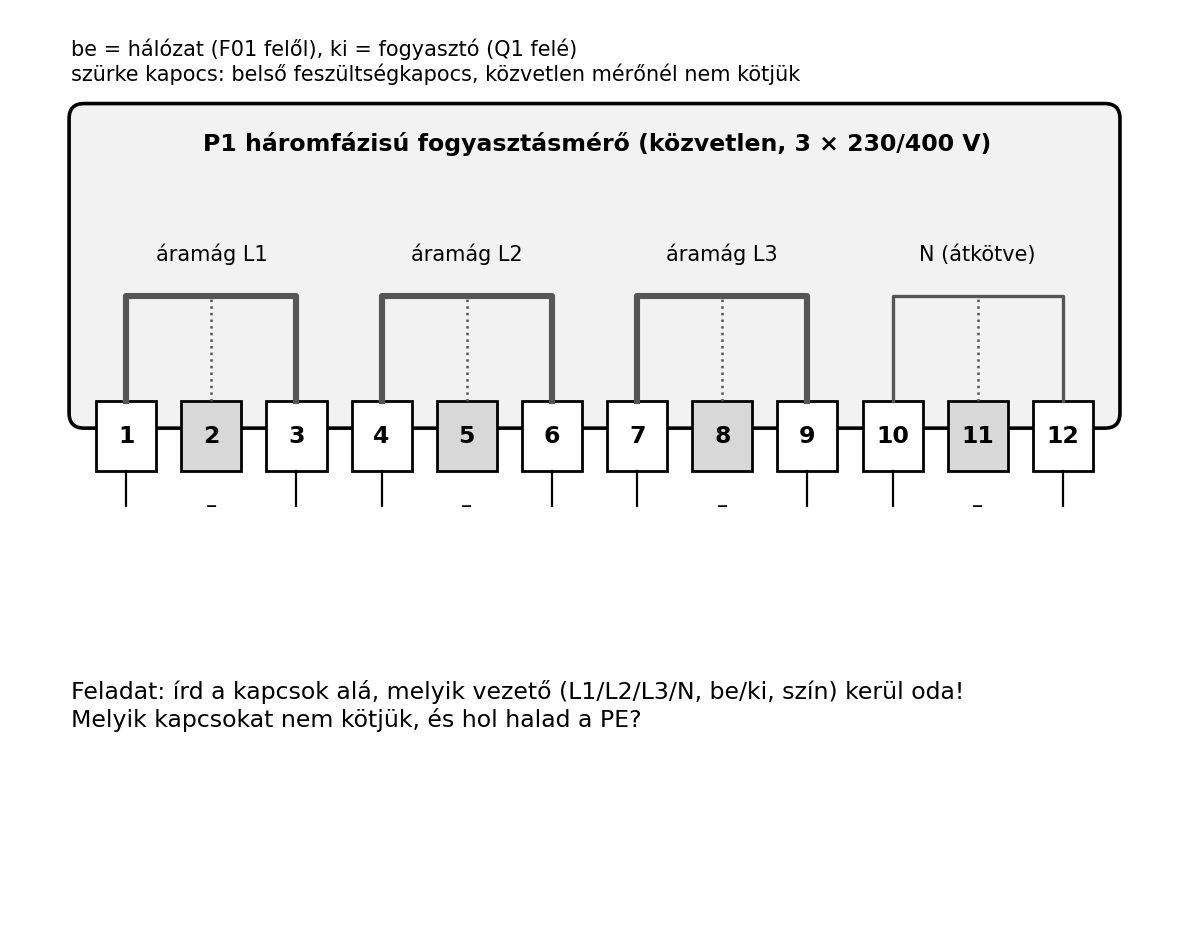 be = hálózat (F01 felől), ki = fogyasztó (Q1 felé)
szürke kapocs: belső feszültségkapocs, közvetlen mérőnél nem kötjük
P1 háromfázisú fogyasztásmérő (közvetlen, 3 × 230/400 V)
áramág L1 áramág L2 áramág L3 N (átkötve)
1 2 3 4 5 6 7 8 9 10 11 12
– – – –
Feladat: írd a kapcsok alá, melyik vezető (L1/L2/L3/N, be/ki, szín) kerül oda!
Melyik kapcsokat nem kötjük, és hol halad a PE?